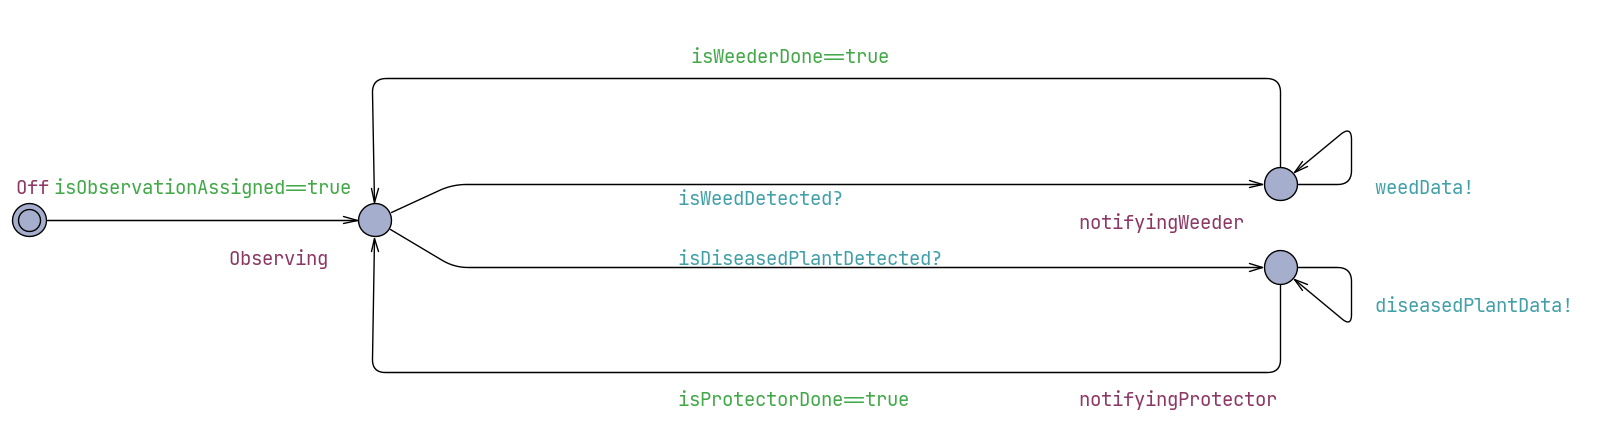 isWeederDone==true
Off
isObservationAssigned==true
isWeedDetected?
weedData!
notifyingWeeder
Observing
isDiseasedPlantDetected?
diseasedPlantData!
isProtectorDone==true
notifyingProtector